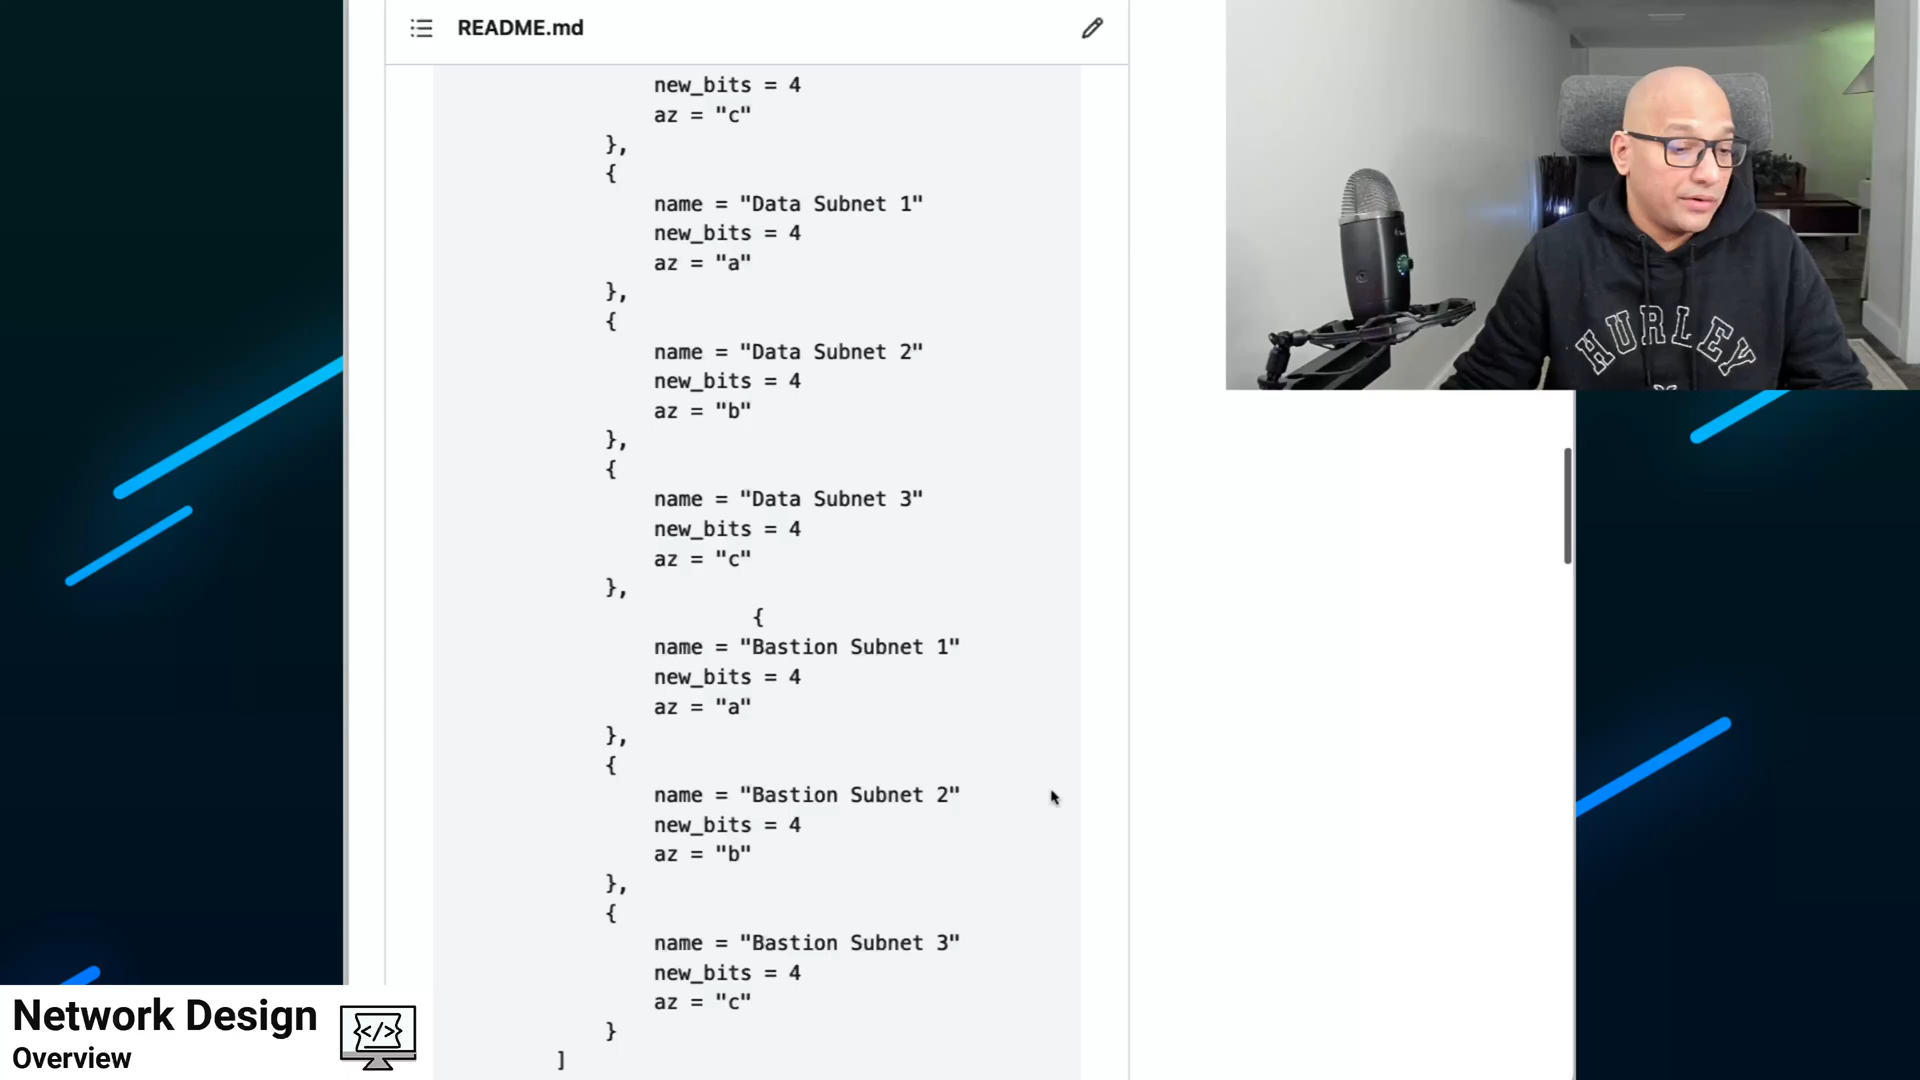 README.md
new_bits = 4
az = "c"
},
{
name = "Data Subnet 1"
new_bits = 4
az = "a"
},
{
name = "Data Subnet 2"
new_bits = 4
az = "b"
},
{
name = "Data Subnet 3"
new_bits = 4
az = "c"
},
{
name = "Bastion Subnet 1"
new_bits = 4
az = "a"
},
{
name = "Bastion Subnet 2"
new_bits = 4
az = "b"
},
{
name = "Bastion Subnet 3"
new_bits = 4
az = "c"
}
]
HURLEY
Network Design
</>
Overview